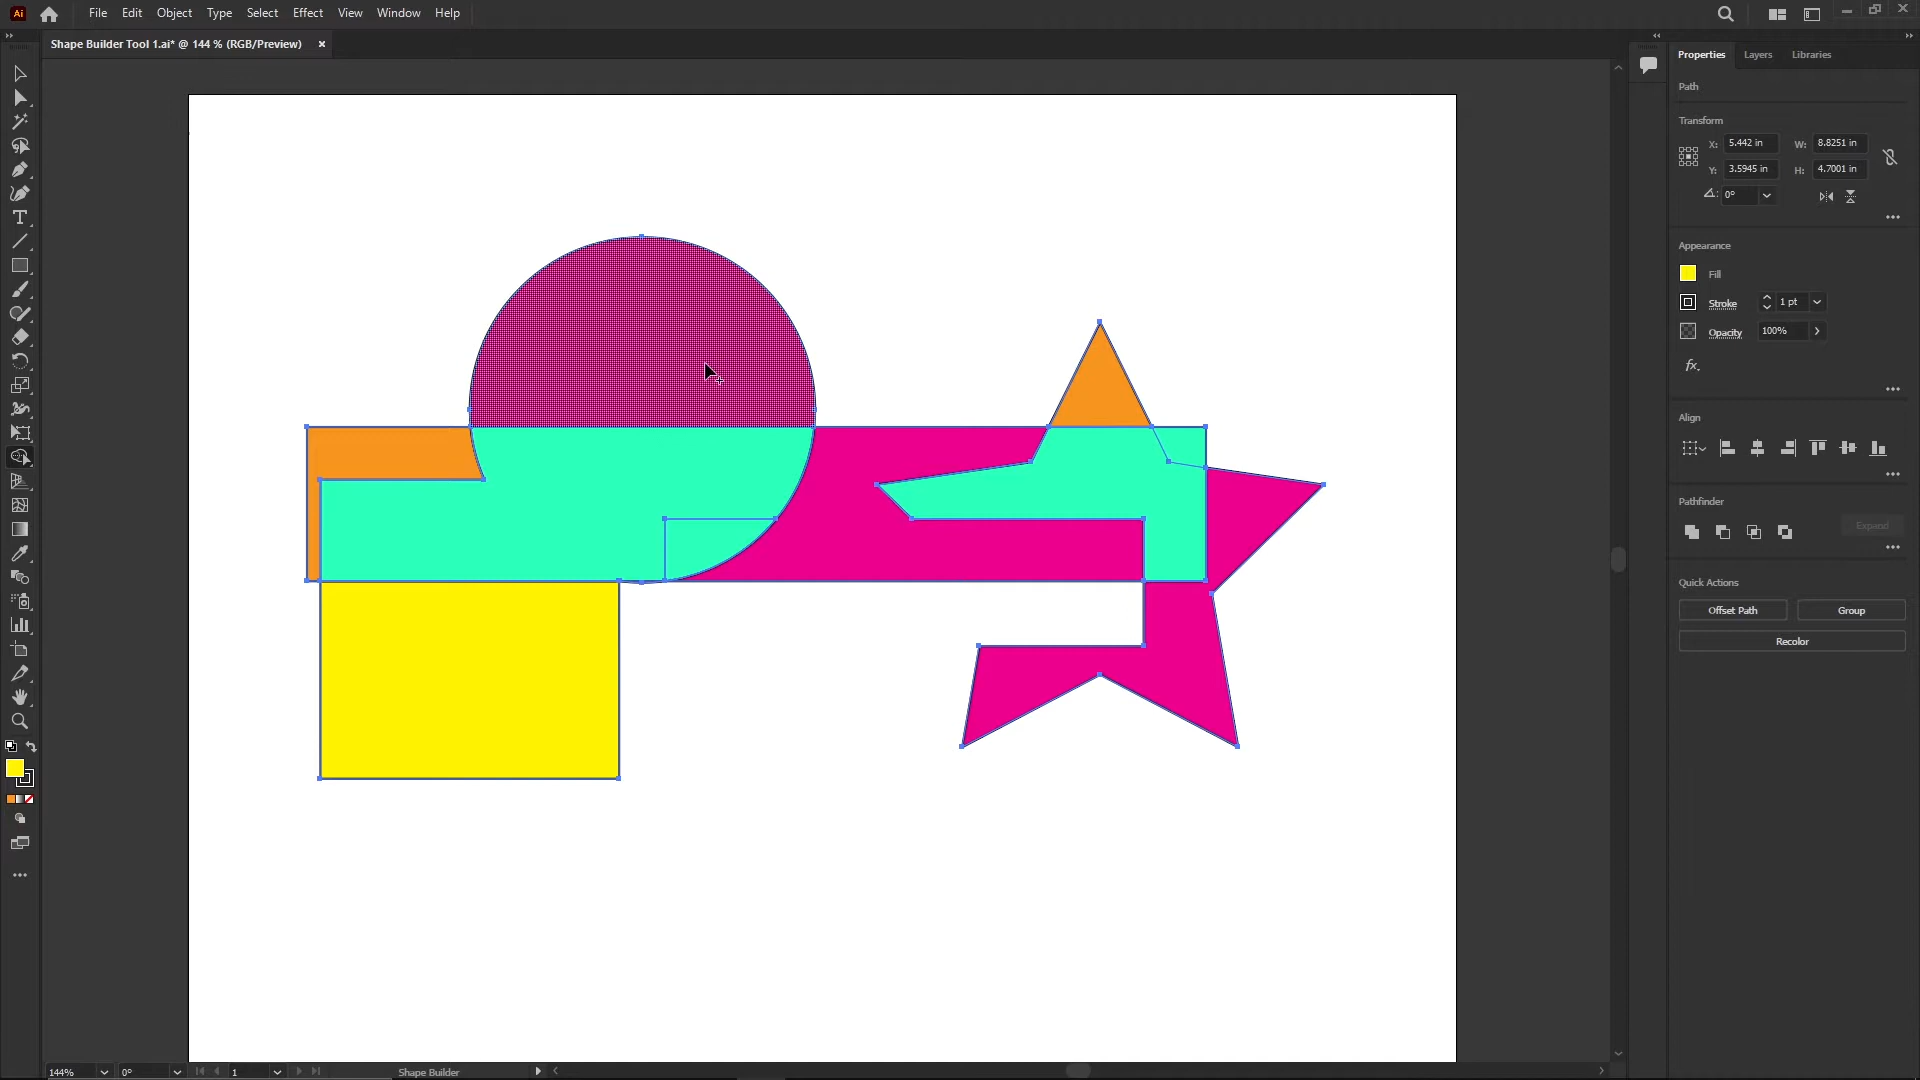 Ai File Edit Object Type Select Effect View Window Help
Shape Builder Tool 1.ai* @ 144 % (RGB/Preview) ×
Properties Layers Libraries
Path
Transform
X: 5.442 in W: 8.8251 in
Y: 3.5945 in H: 4.7001 in
0°
Appearance
Fill
Stroke 1 pt
Opacity 100%
fx.
Align
Pathfinder
Expand
Quick Actions
Offset Path Group
Recolor
144% 0° 1 Shape Builder